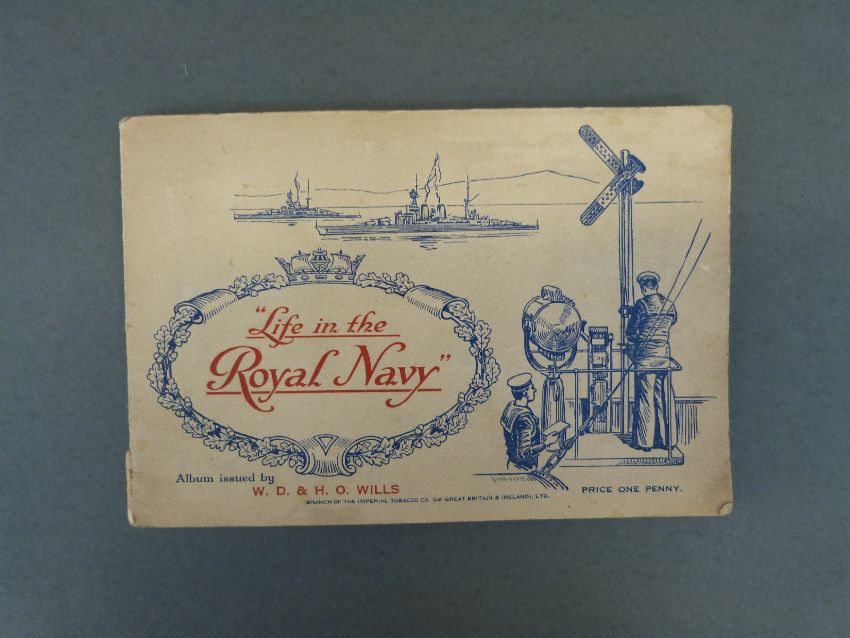 "Life in the
Royal Navy"
Album issued by
W. D. & H. O. WILLS
BRANCH OF THE IMPERIAL TOBACCO CO. (OF GREAT BRITAIN & IRELAND), LTD.
PRICE ONE PENNY.